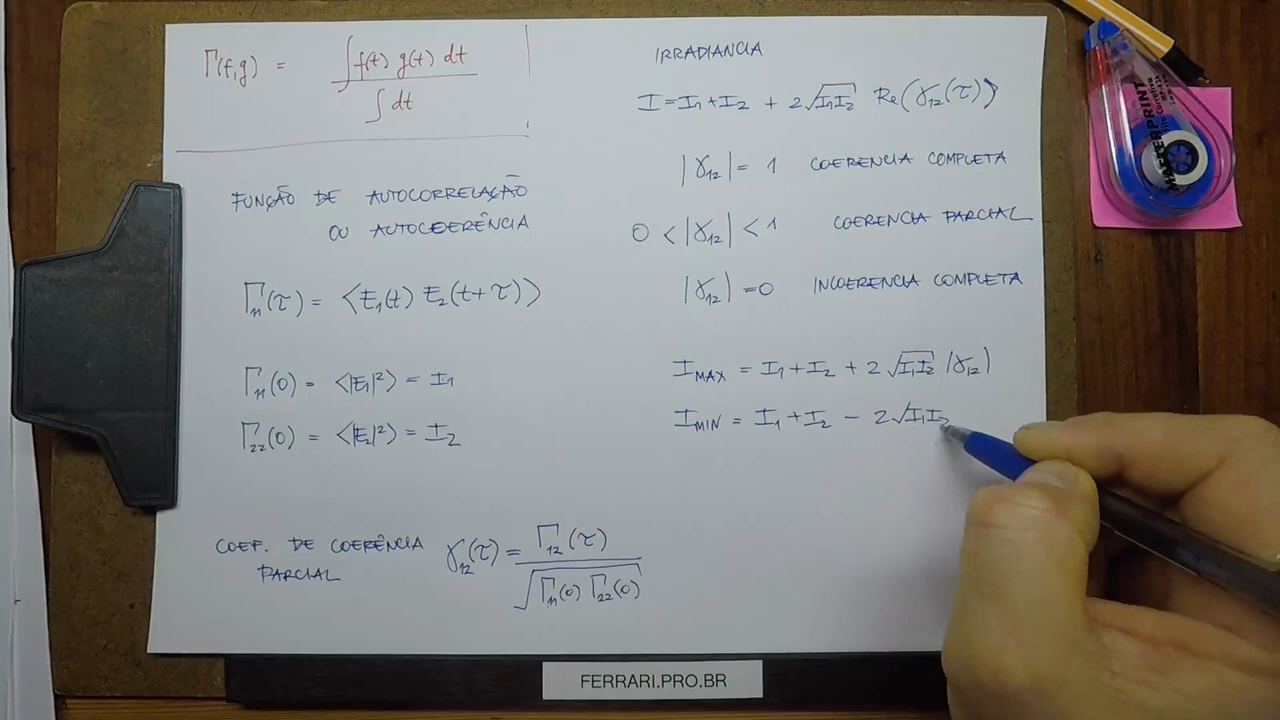 Γ(f,g) = ∫f(t) g(t) dt / ∫dt
FUNÇÃO DE AUTOCORRELAÇÃO
OU AUTOCOERÊNCIA
Γ₁₁(τ) = ⟨E₁(t) E₂(t+τ)⟩
Γ₁₁(0) = ⟨|E₁|²⟩ = I₁
Γ₂₂(0) = ⟨|E₂|²⟩ = I₂
COEF. DE COERÊNCIA
PARCIAL
γ₁₂(τ) = Γ₁₂(τ) / √Γ₁₁(0) Γ₂₂(0)
IRRADIANCIA
I = I₁ + I₂ + 2√I₁I₂ Re(γ₁₂(τ))
|γ₁₂| = 1 COERENCIA COMPLETA
0 < |γ₁₂| < 1 COERENCIA PARCIAL
|γ₁₂| = 0 INCOERENCIA COMPLETA
I MAX = I₁ + I₂ + 2√I₁I₂ |γ₁₂|
I MIN = I₁ + I₂ − 2√I₁I₂
MASTERPRINT
FERRARI.PRO.BR